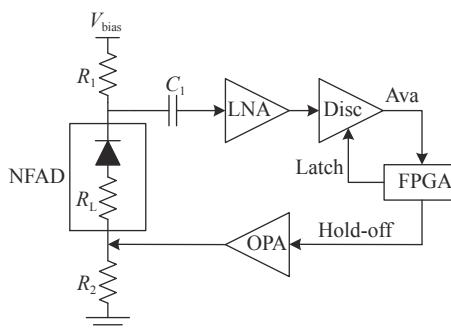 V_bias
R_1
C_1
LNA
Disc
Ava
NFAD
R_L
Latch
FPGA
OPA
Hold-off
R_2